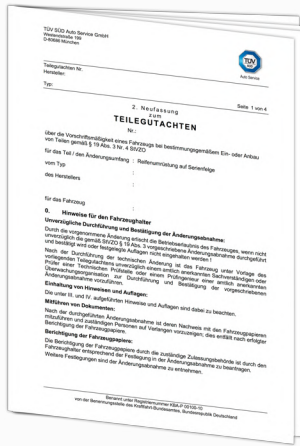 TÜV SÜD Auto Service GmbH
Westendstraße 199
D-80686 München
TÜV
SÜD
Auto Service
Teilegutachten Nr.
Hersteller:
Typ:
Seite 1 von 4
2. Neufassung
zum
TEILEGUTACHTEN
Nr.:
über die Vorschriftsmäßigkeit eines Fahrzeugs bei bestimmungsgemäßem Ein- oder Anbau
von Teilen gemäß § 19 Abs. 3 Nr. 4 StVZO
für das Teil / den Änderungsumfang : Reifenumrüstung auf Serienfelge
vom Typ :
des Herstellers :
für das Fahrzeug :
0. Hinweise für den Fahrzeughalter
Unverzügliche Durchführung und Bestätigung der Änderungsabnahme:
Durch die vorgenommene Änderung erlischt die Betriebserlaubnis des Fahrzeuges, wenn nicht
unverzüglich die gemäß StVZO § 19 Abs. 3 vorgeschriebene Änderungsabnahme durchgeführt
und bestätigt wird oder festgelegte Auflagen nicht eingehalten werden !
Nach der Durchführung der technischen Änderung ist das Fahrzeug unter Vorlage des
vorliegenden Teilegutachtens unverzüglich einem amtlich anerkannten Sachverständigen oder
Prüfer einer Technischen Prüfstelle oder einem Prüfingenieur einer amtlich anerkannten
Überwachungsorganisation zur Durchführung und Bestätigung der vorgeschriebenen
Änderungsabnahme vorzuführen.
Einhaltung von Hinweisen und Auflagen:
Die unter III. und IV. aufgeführten Hinweise und Auflagen sind dabei zu beachten.
Mitführen von Dokumenten:
Nach der durchgeführten Änderungsabnahme ist deren Nachweis mit den Fahrzeugpapieren
mitzuführen und zuständigen Personen auf Verlangen vorzuzeigen; dies entfällt nach erfolgter
Berichtigung der Fahrzeugpapiere.
Berichtigung der Fahrzeugpapiere:
Die Berichtigung der Fahrzeugpapiere durch die zuständige Zulassungsbehörde ist durch den
Fahrzeughalter entsprechend der Festlegung in der Änderungsabnahme zu beantragen.
Weitere Festlegungen sind der Änderungsabnahme zu entnehmen.
Benannt unter Registriernummer KBA-P 00100-10
von der Benennungsstelle des Kraftfahrt-Bundesamtes, Bundesrepublik Deutschland